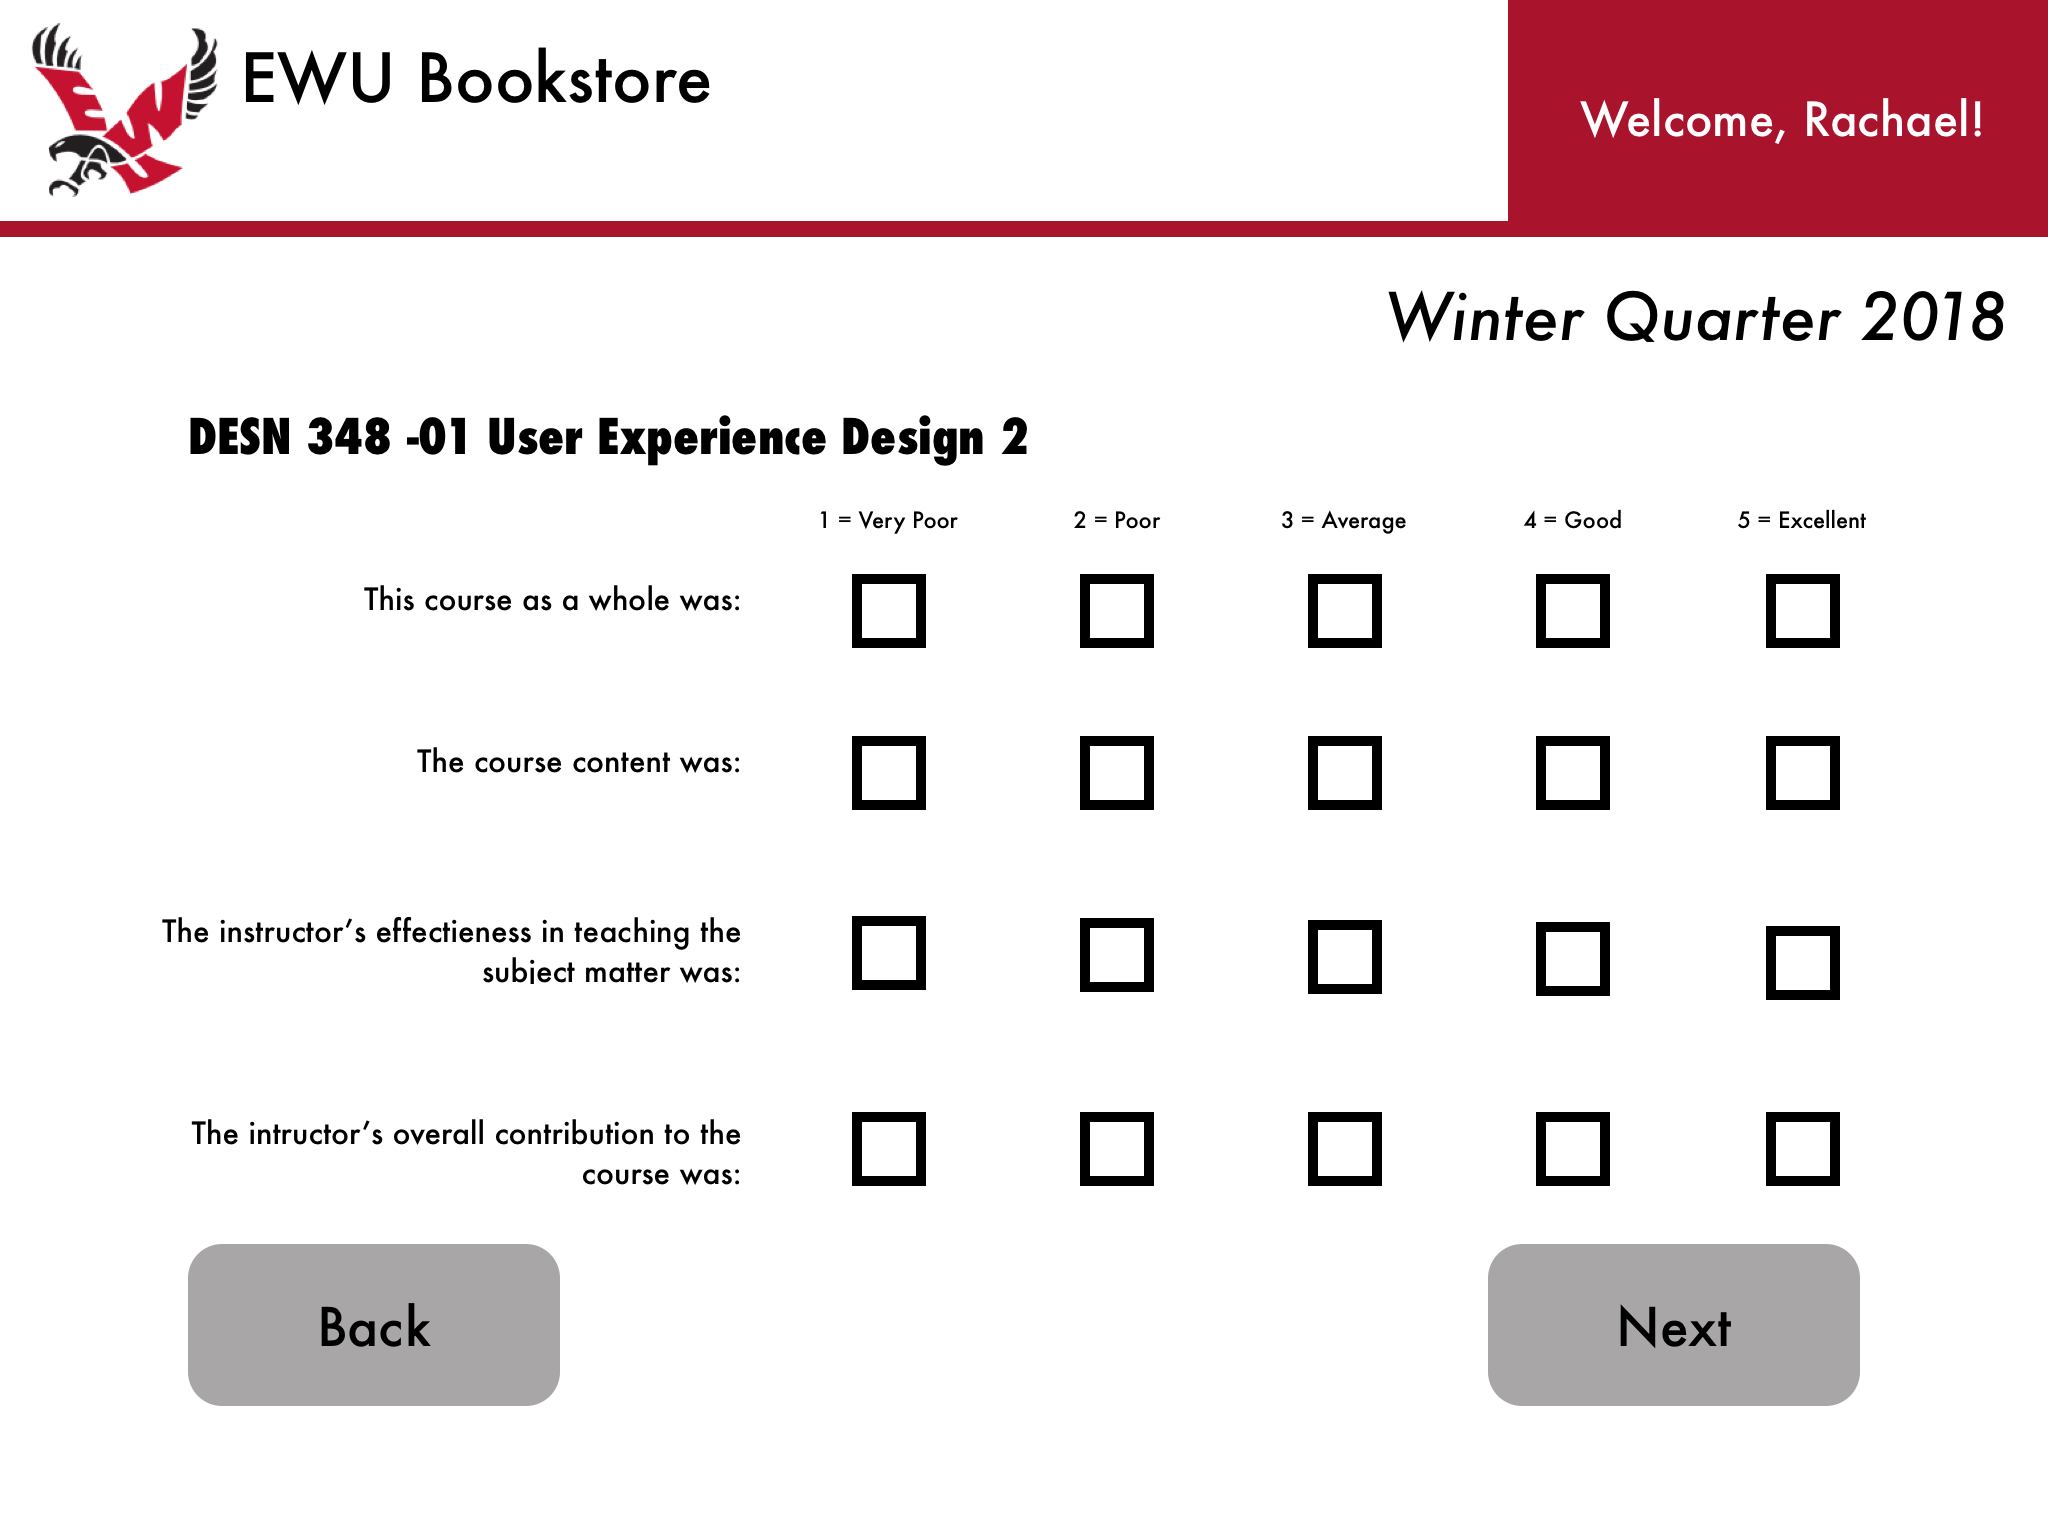 EWU
EWU Bookstore
Welcome, Rachael!
Winter Quarter 2018
DESN 348 -01 User Experience Design 2
1 = Very Poor 2 = Poor 3 = Average 4 = Good 5 = Excellent
This course as a whole was:
The course content was:
The instructor’s effectieness in teaching the
subject matter was:
The intructor’s overall contribution to the
course was:
Back Next